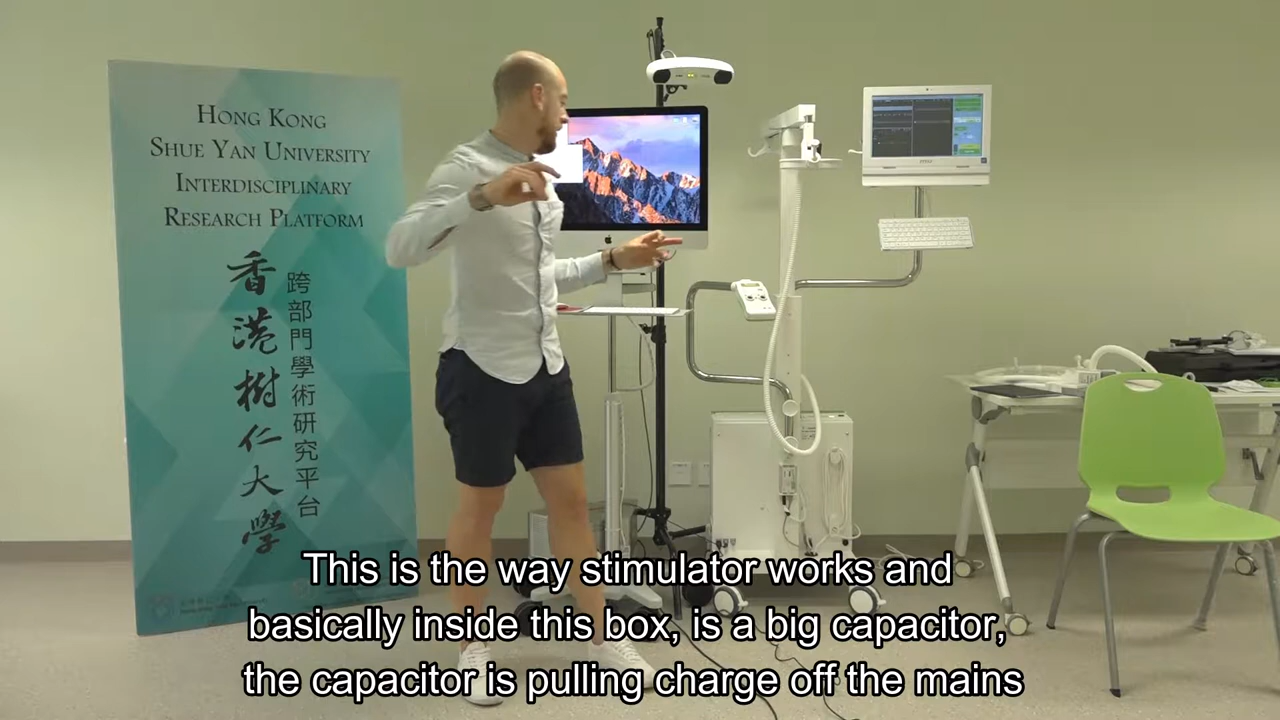 HONG KONG
SHUE YAN UNIVERSITY
INTERDISCIPLINARY
RESEARCH PLATFORM
香港樹仁大學
跨部門學術研究平台
This is the way stimulator works and
basically inside this box, is a big capacitor,
the capacitor is pulling charge off the mains